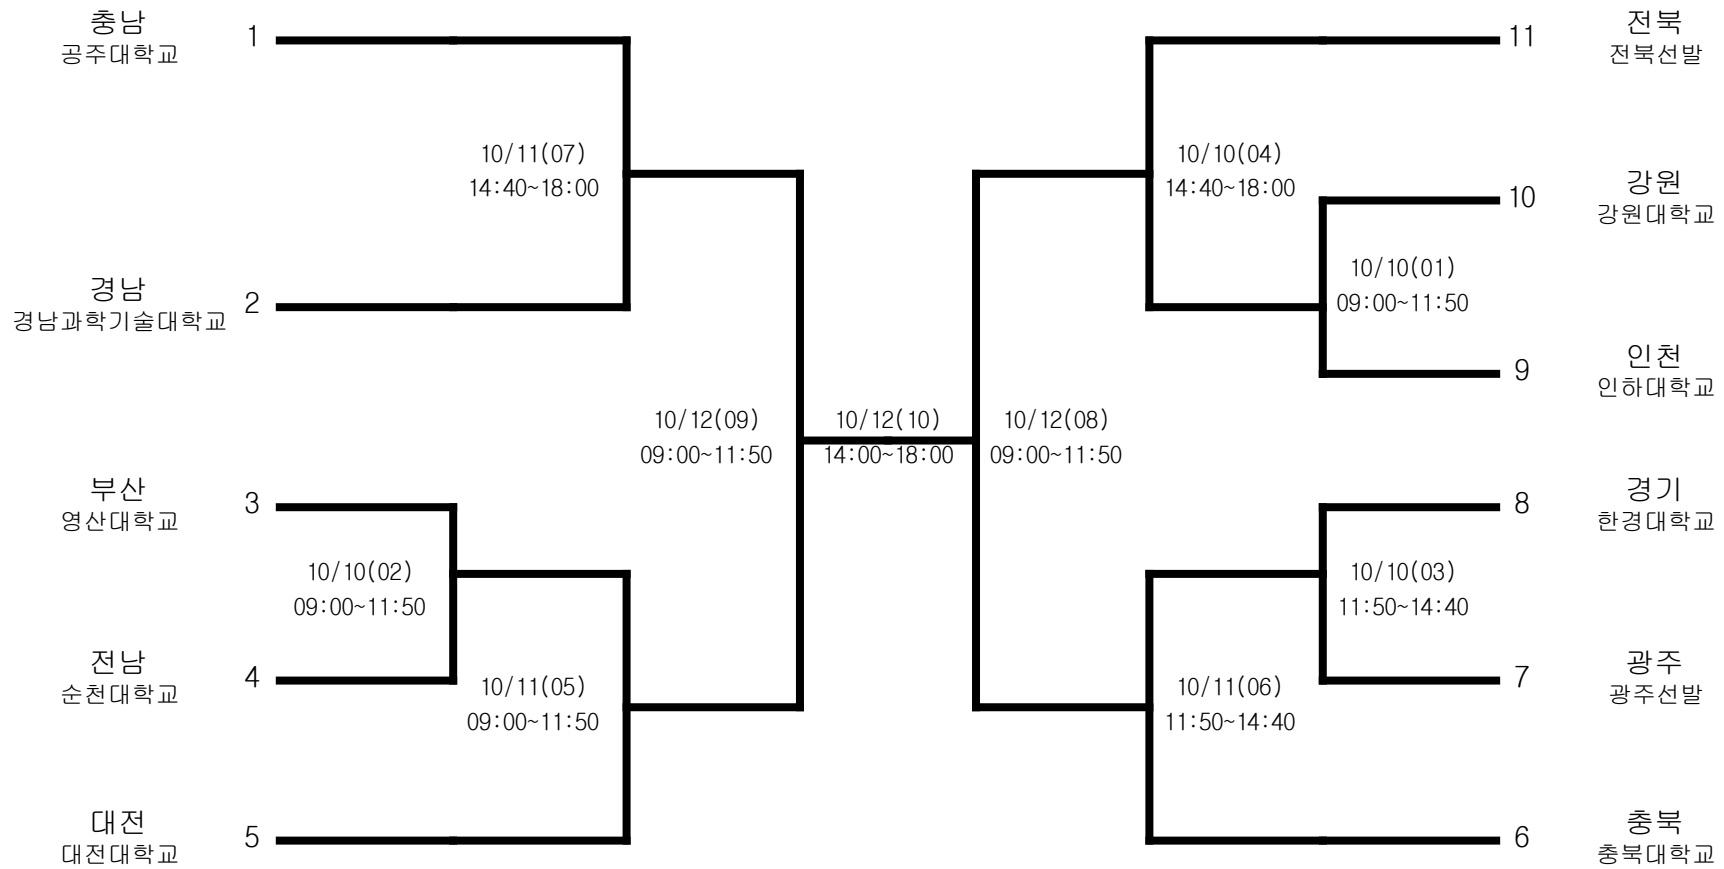 충남
공주대학교
1
10/11(07)
14:40~18:00
경남
경남과학기술대학교
2
부산
영산대학교
3
10/10(02)
09:00~11:50
전남
순천대학교
4
10/11(05)
09:00~11:50
대전
대전대학교
5
10/12(09)
09:00~11:50
10/12(10)
14:00~18:00
10/12(08)
09:00~11:50
11
전북
전북선발
10/10(04)
14:40~18:00
10
강원
강원대학교
10/10(01)
09:00~11:50
9
인천
인하대학교
8
경기
한경대학교
10/10(03)
11:50~14:40
7
광주
광주선발
10/11(06)
11:50~14:40
6
충북
충북대학교